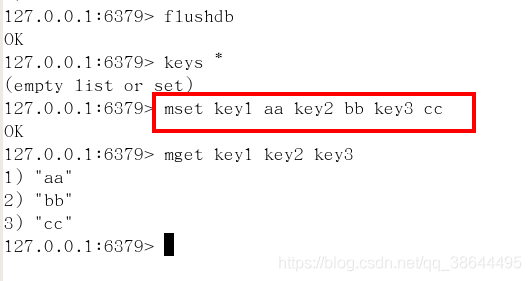 127.0.0.1:6379> flushdb
OK
127.0.0.1:6379> keys *
(empty list or set)
127.0.0.1:6379> mset key1 aa key2 bb key3 cc
OK
127.0.0.1:6379> mget key1 key2 key3
1) "aa"
2) "bb"
3) "cc"
127.0.0.1:6379>
https://blog.csdn.net/qq_38644495